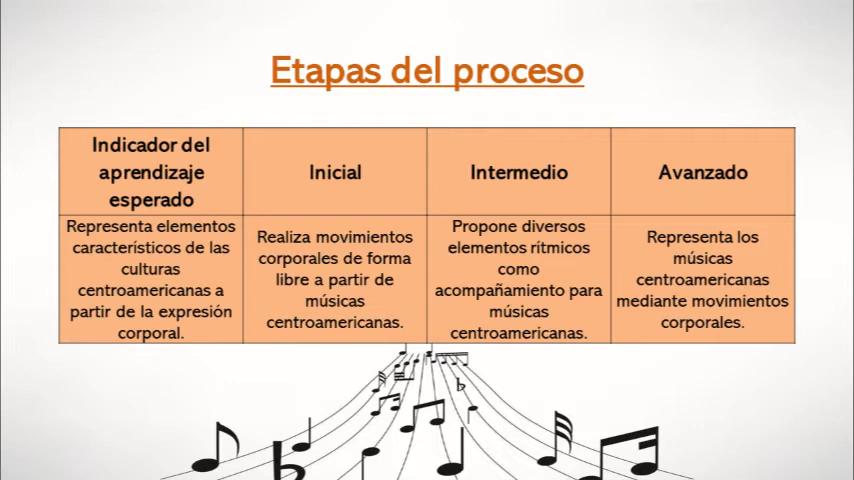 Etapas del proceso
Indicador del
aprendizaje
esperado
Inicial
Intermedio
Avanzado
Representa elementos
característicos de las
culturas
centroamericanas a
partir de la expresión
corporal.
Realiza movimientos
corporales de forma
libre a partir de
músicas
centroamericanas.
Propone diversos
elementos rítmicos
como
acompañamiento para
músicas
centroamericanas.
Representa los
músicas
centroamericanas
mediante movimientos
corporales.